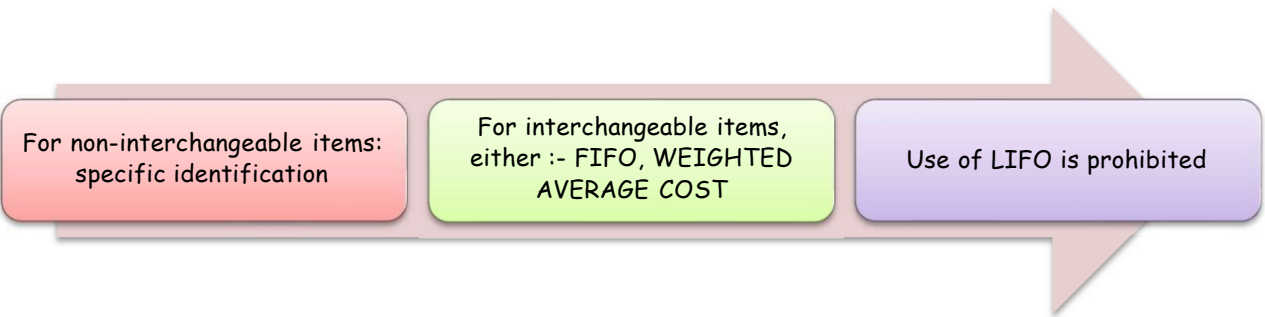 For non-interchangeable items:
specific identification
For interchangeable items,
either :- FIFO, WEIGHTED
AVERAGE COST
Use of LIFO is prohibited